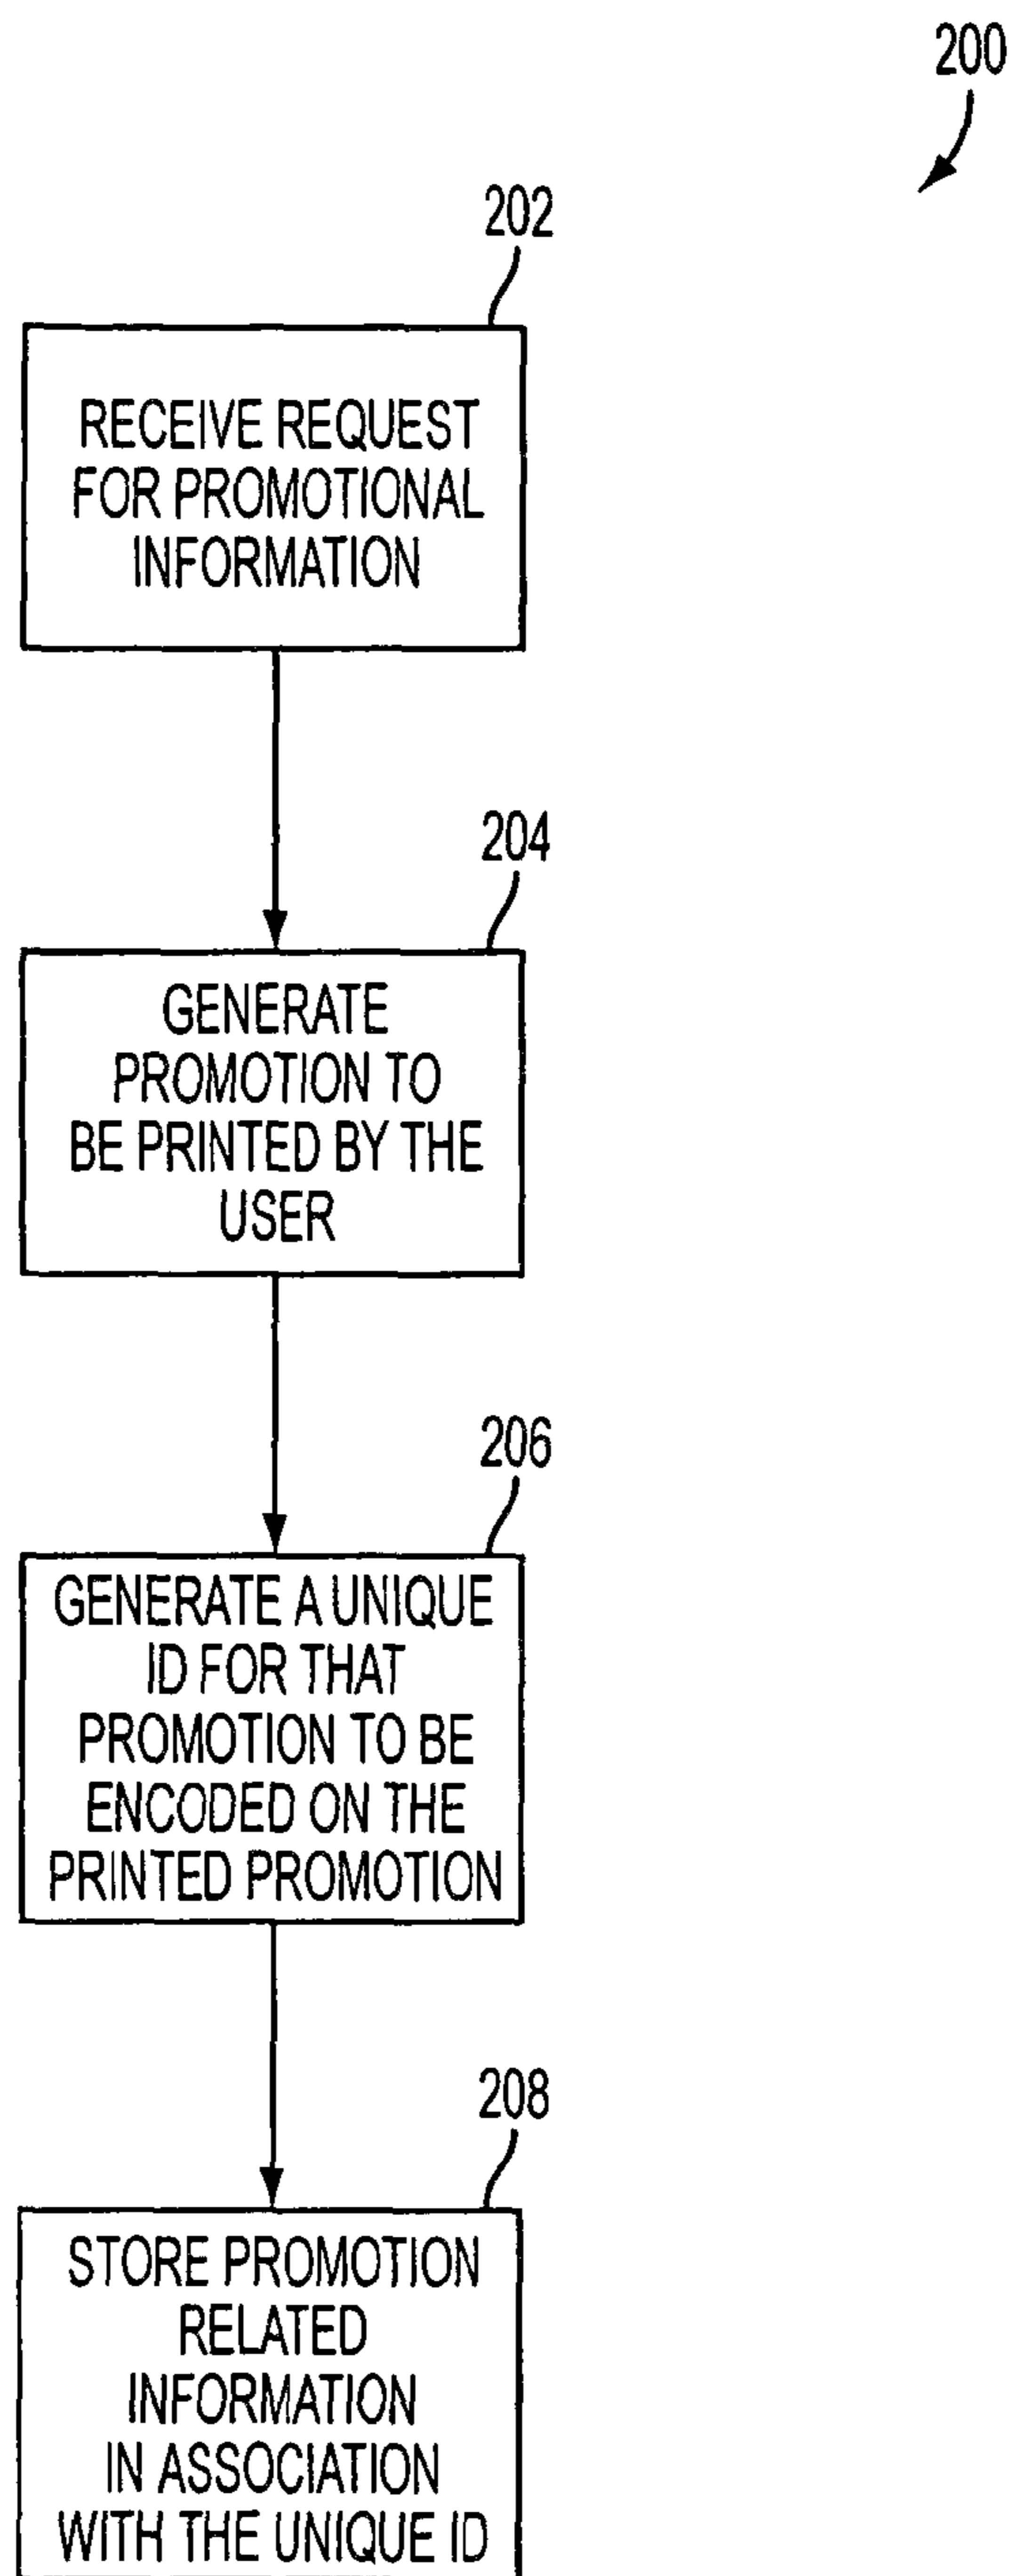 200
202
RECEIVE REQUEST
FOR PROMOTIONAL
INFORMATION
204
GENERATE
PROMOTION TO
BE PRINTED BY THE
USER
206
GENERATE A UNIQUE
ID FOR THAT
PROMOTION TO BE
ENCODED ON THE
PRINTED PROMOTION
208
STORE PROMOTION
RELATED
INFORMATION
IN ASSOCIATION
WITH THE UNIQUE ID